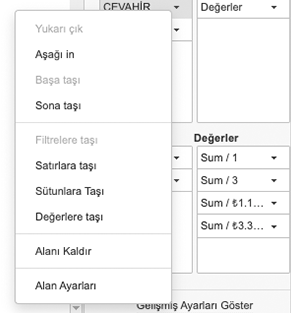 CEVAHİR
Değerler
Yukarı çık
Aşağı in
Başa taşı
Sona taşı
Filtrelere taşı
Satırlara taşı
Sütunlara Taşı
Değerlere taşı
Alanı Kaldır
Alan Ayarları
Değerler
Sum / 1
Sum / 3
Sum / ₺1.1...
Sum / ₺3.3...
Gelişmiş Ayarları Göster